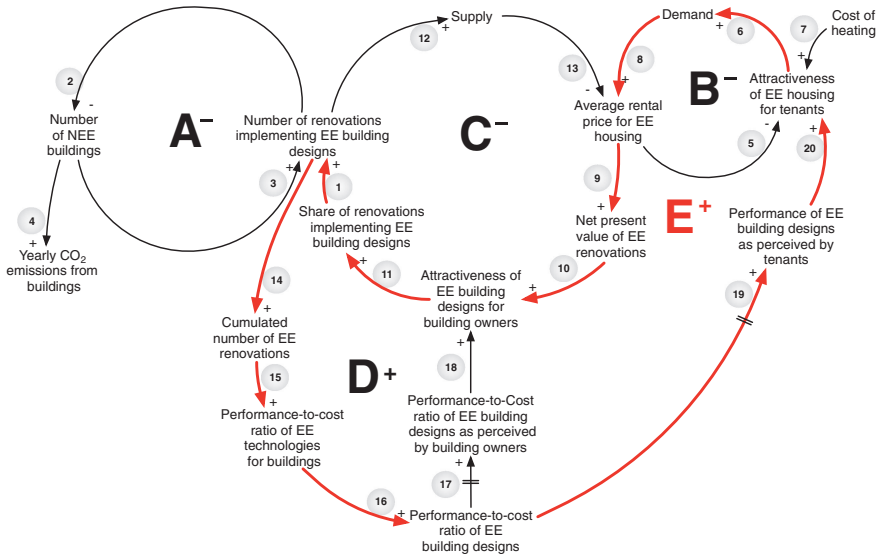 Supply
Demand
Cost of
heating
12
+
13
-
8
+
6
+
7
+
2
-
Number
of NEE
buildings
A-
Number of renovations
implementing EE building
designs
C-
Average rental
price for EE
housing
B-
Attractiveness
of EE housing
for tenants
-
5
+
20
3
+
+
1
9
+
4
+
Yearly CO2
emissions from
buildings
Share of renovations
implementing EE
building designs
Net present
value of EE
renovations
E+
Performance of EE
building designs
as perceived by
tenants
+
19
11
+
10
+
Attractiveness of
EE building
designs for
building owners
14
+
Cumulated
number of EE
renovations
15
+
D+
+
18
Performance-to-cost
ratio of EE
technologies
for buildings
Performance-to-Cost
ratio of EE building
designs as perceived
by building owners
+
17
16
+
Performance-to-cost
ratio of EE
building designs